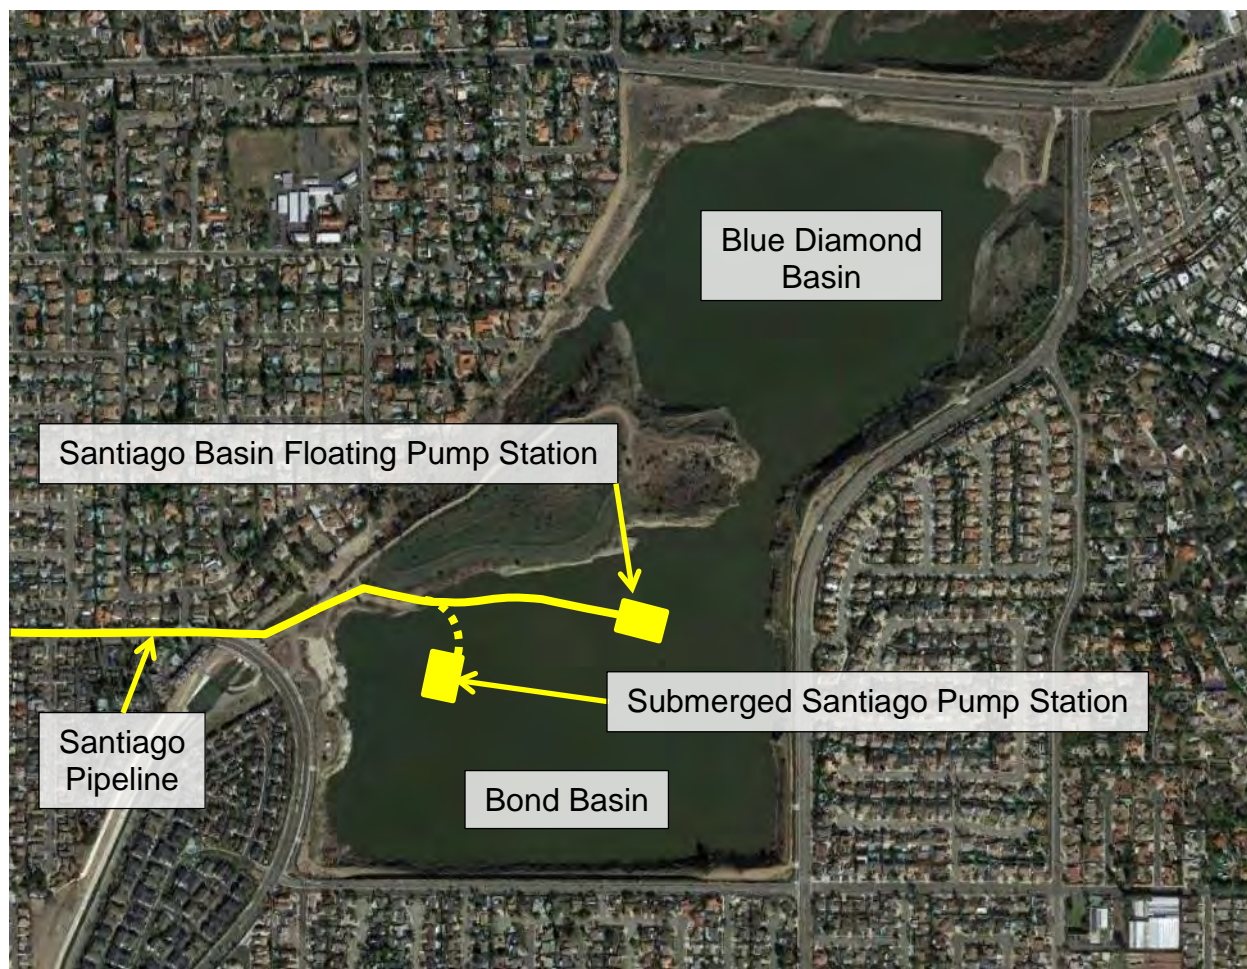 Blue Diamond
Basin
Santiago Basin Floating Pump Station
Submerged Santiago Pump Station
Santiago
Pipeline
Bond Basin